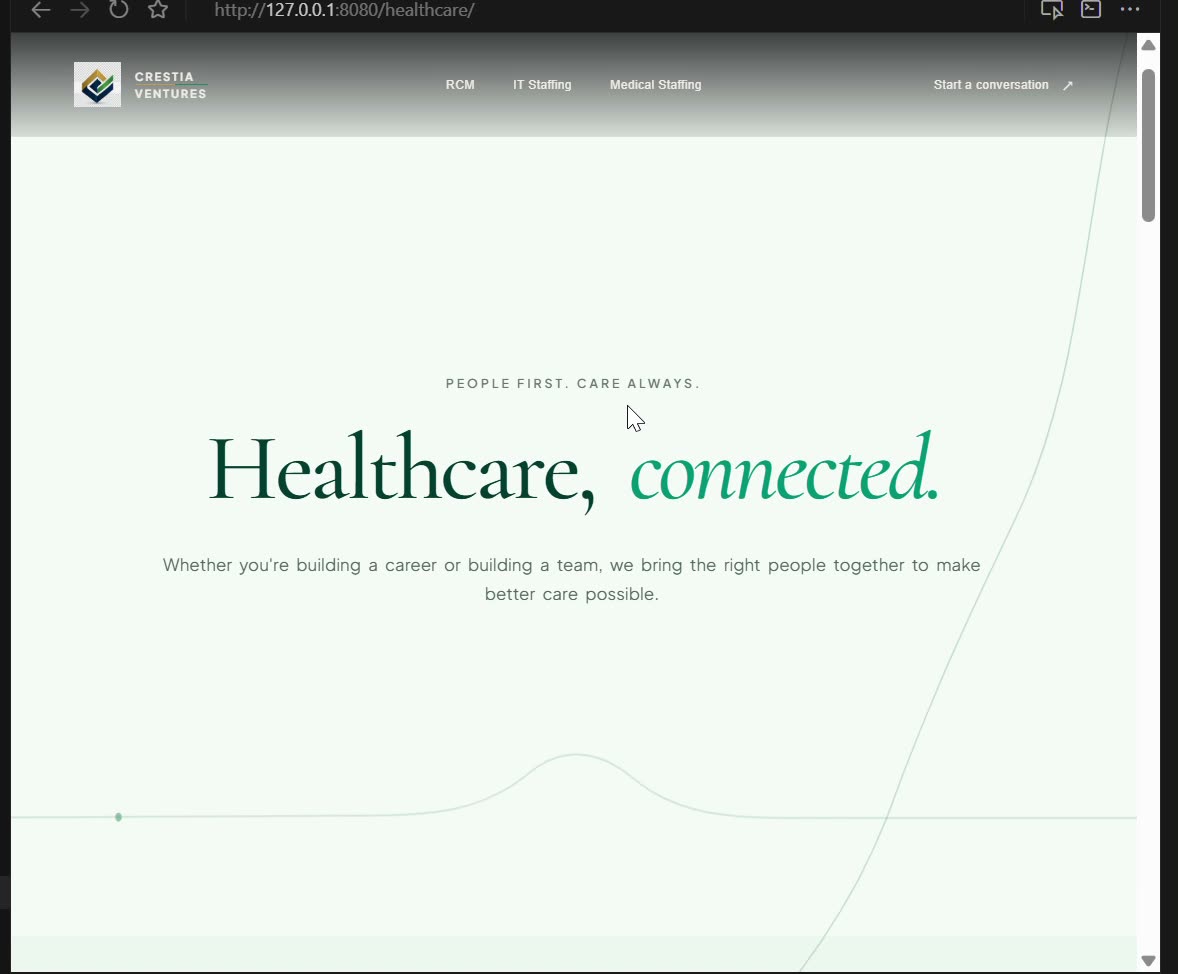 http://127.0.0.1:8080/healthcare/
CRESTIA
VENTURES
RCM
IT Staffing
Medical Staffing
Start a conversation ↗
PEOPLE FIRST. CARE ALWAYS.
Healthcare, connected.
Whether you're building a career or building a team, we bring the right people together to make
better care possible.